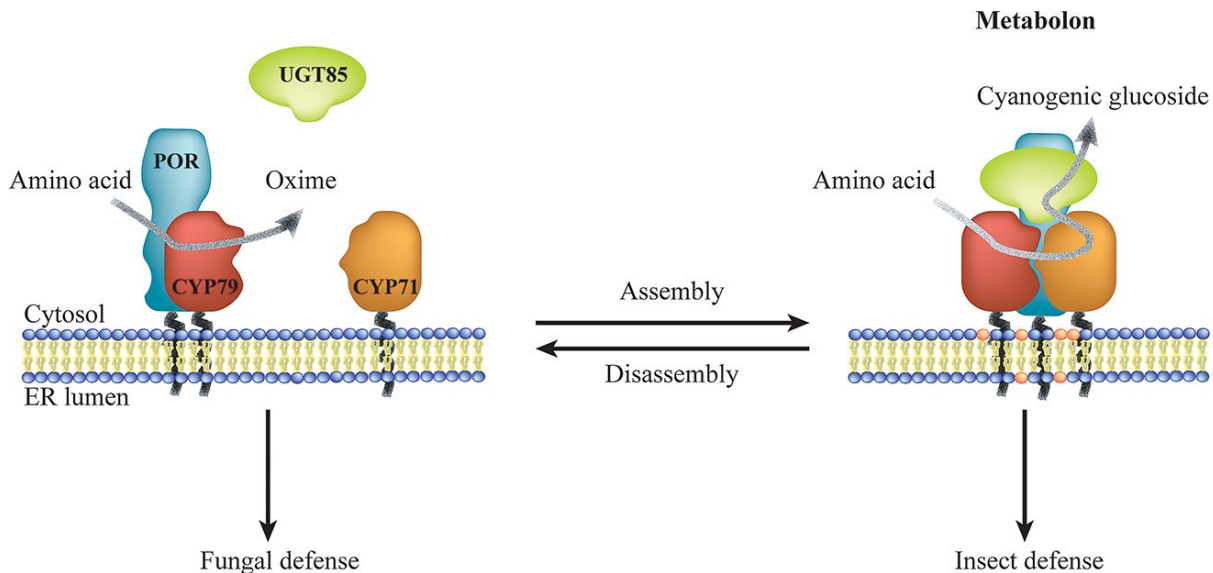 Metabolon
UGT85
Cyanogenic glucoside
POR
Amino acid
Oxime
Amino acid
CYP79
CYP71
Assembly
Cytosol
Disassembly
ER lumen
Fungal defense
Insect defense